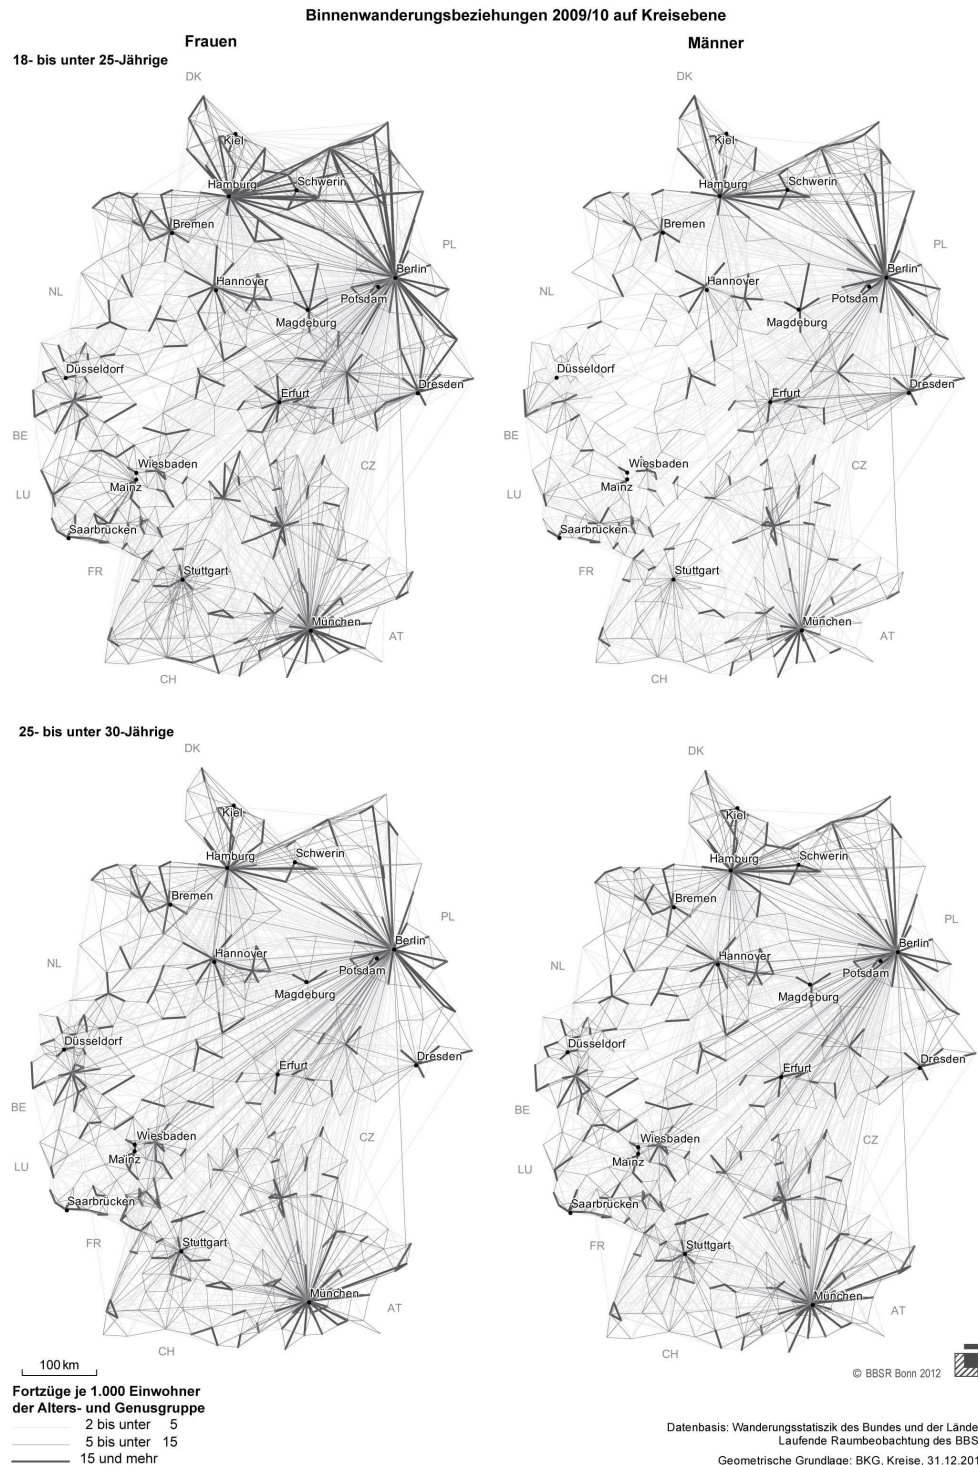 Binnenwanderungsbeziehungen 2009/10 auf Kreisebene
Frauen
Männer
18- bis unter 25-Jährige
DK
Kiel
Hamburg
Schwerin
Bremen
PL
Berlin
NL
Hannover
Potsdam
Magdeburg
Düsseldorf
Dresden
Erfurt
BE
Wiesbaden
CZ
Mainz
LU
Saarbrücken
FR
Stuttgart
München
AT
CH
DK
Kiel
Hamburg
Schwerin
Bremen
PL
Berlin
NL
Hannover
Potsdam
Magdeburg
Düsseldorf
Dresden
Erfurt
BE
Wiesbaden
CZ
Mainz
LU
Saarbrücken
FR
Stuttgart
München
AT
CH
25- bis unter 30-Jährige
DK
Kiel
Hamburg
Schwerin
Bremen
PL
Berlin
NL
Hannover
Potsdam
Magdeburg
Düsseldorf
Dresden
Erfurt
BE
Wiesbaden
CZ
Mainz
LU
Saarbrücken
FR
Stuttgart
München
AT
CH
DK
Kiel
Hamburg
Schwerin
Bremen
PL
Berlin
NL
Hannover
Potsdam
Magdeburg
Düsseldorf
Dresden
Erfurt
BE
Wiesbaden
CZ
Mainz
LU
Saarbrücken
FR
Stuttgart
München
AT
CH
100 km
© BBSR Bonn 2012
Fortzüge je 1.000 Einwohner
der Alters- und Genusgruppe
2 bis unter 5
5 bis unter 15
15 und mehr
Datenbasis: Wanderungsstatiszik des Bundes und der Lände
Laufende Raumbeobachtung des BBS
Geometrische Grundlage: BKG, Kreise, 31.12.201